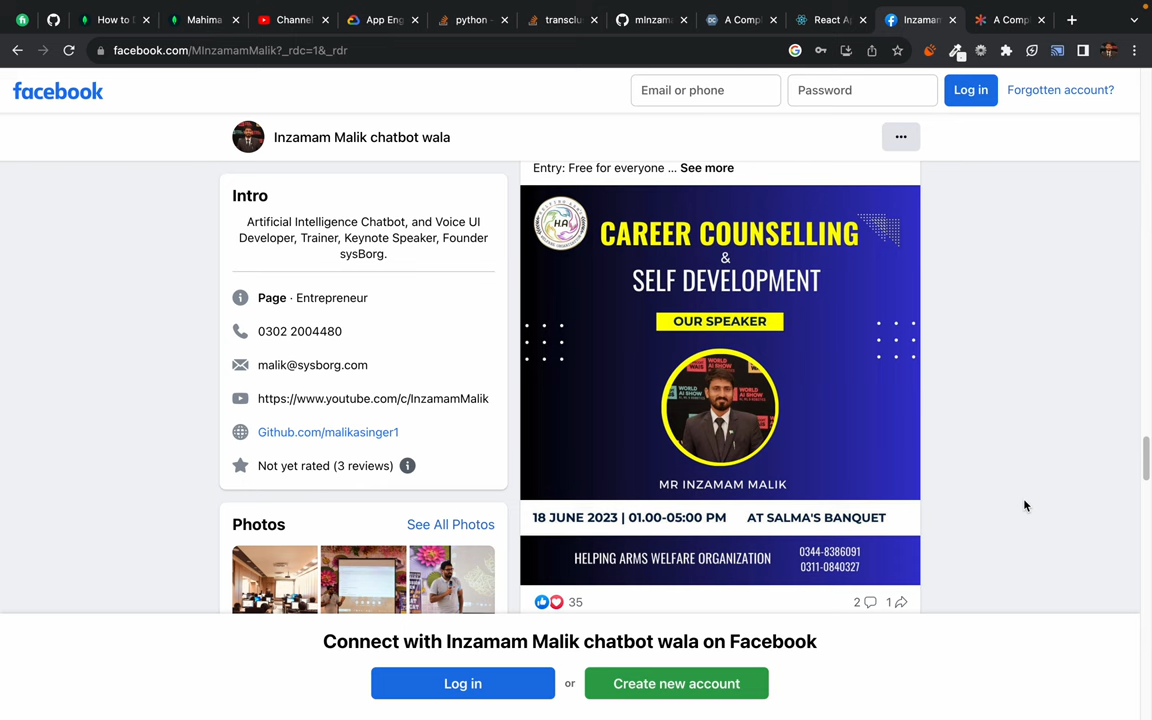 How to D
Mahima
Channel
App Eng
python -
transclu
mInzam
A Compl
React Ap
Inzaman
A Comp
facebook.com/MInzamamMalik?_rdc=1&_rdr
facebook
Email or phone
Password
Log in
Forgotten account?
Inzamam Malik chatbot wala
Intro
Artificial Intelligence Chatbot, and Voice UI
Developer, Trainer, Keynote Speaker, Founder
sysBorg.
Page · Entrepreneur
0302 2004480
malik@sysborg.com
https://www.youtube.com/c/InzamamMalik
Github.com/malikasinger1
Not yet rated (3 reviews)
Photos
See All Photos
Entry: Free for everyone ... See more
H.A
CAREER COUNSELLING
&
SELF DEVELOPMENT
OUR SPEAKER
WORLD
AI SHOW
MR INZAMAM MALIK
18 JUNE 2023 | 01.00-05:00 PM
AT SALMA'S BANQUET
HELPING ARMS WELFARE ORGANIZATION
0344-8386091
0311-0840327
35
2
1
Connect with Inzamam Malik chatbot wala on Facebook
Log in
or
Create new account